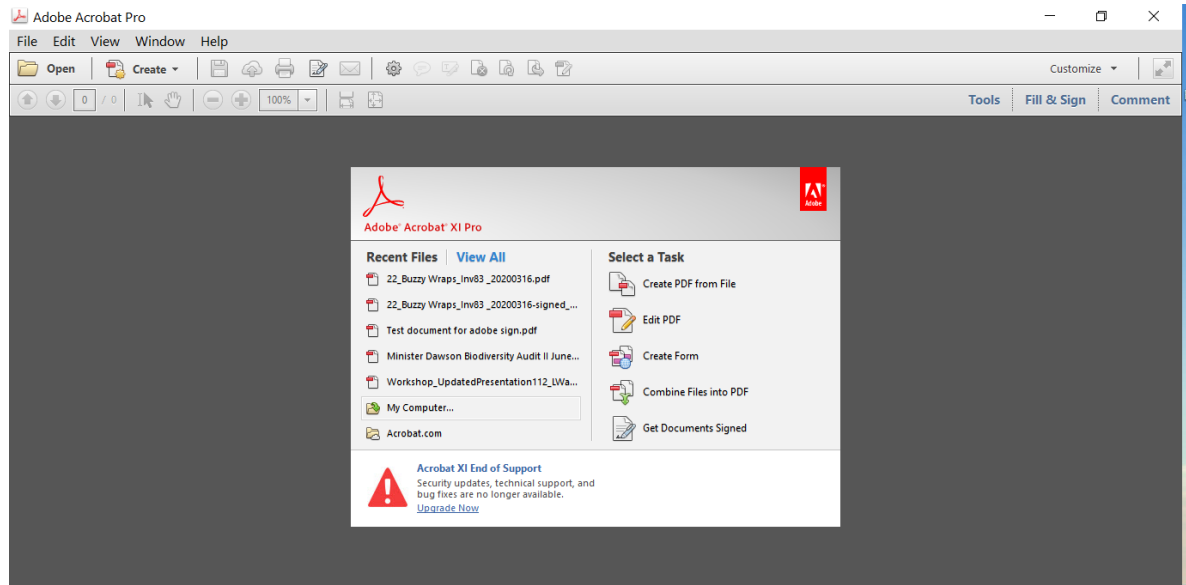 Adobe Acrobat Pro
File Edit View Window Help
Open Create Customize
0 / 0 100% Tools Fill & Sign Comment
Adobe
Adobe® Acrobat® XI Pro
Recent Files View All
22_Buzzy Wraps_Inv83 _20200316.pdf
22_Buzzy Wraps_Inv83 _20200316-signed_...
Test document for adobe sign.pdf
Minister Dawson Biodiversity Audit II June...
Workshop_UpdatedPresentation112_LWa...
My Computer...
Acrobat.com
Select a Task
Create PDF from File
Edit PDF
Create Form
Combine Files into PDF
Get Documents Signed
Acrobat XI End of Support
Security updates, technical support, and
bug fixes are no longer available.
Upgrade Now